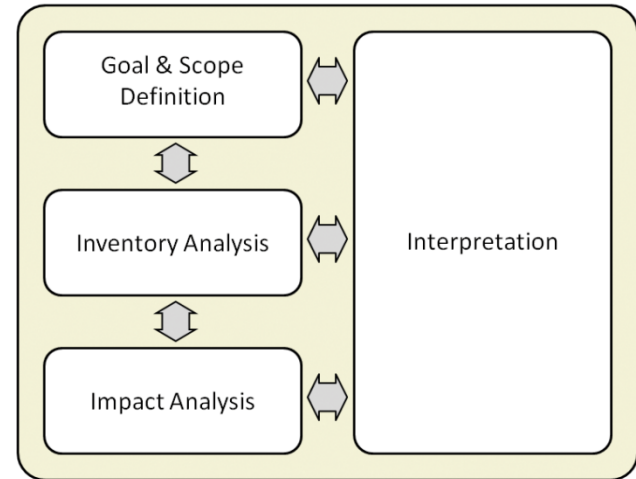 Goal & Scope
Definition
Inventory Analysis
Interpretation
Impact Analysis